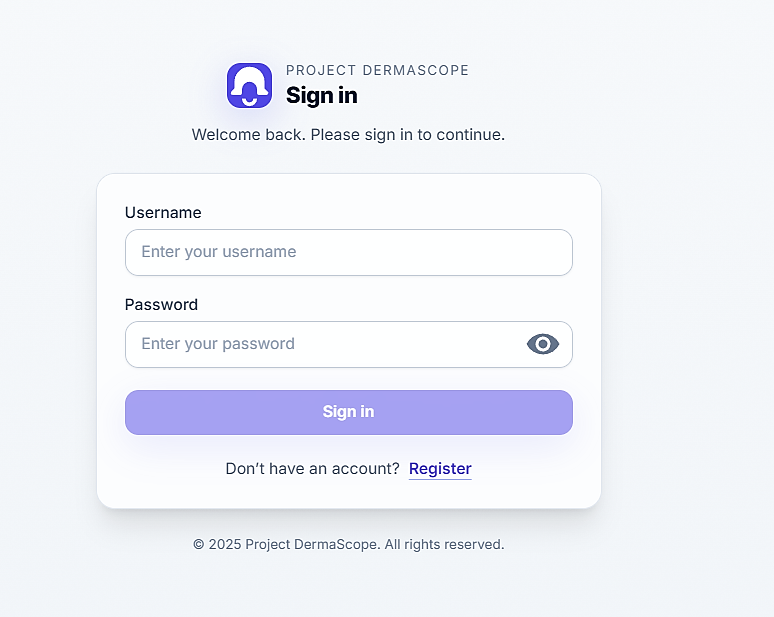 PROJECT DERMASCOPE
Sign in
Welcome back. Please sign in to continue.
Username
Enter your username
Password
Enter your password
Sign in
Don’t have an account? Register
© 2025 Project DermaScope. All rights reserved.